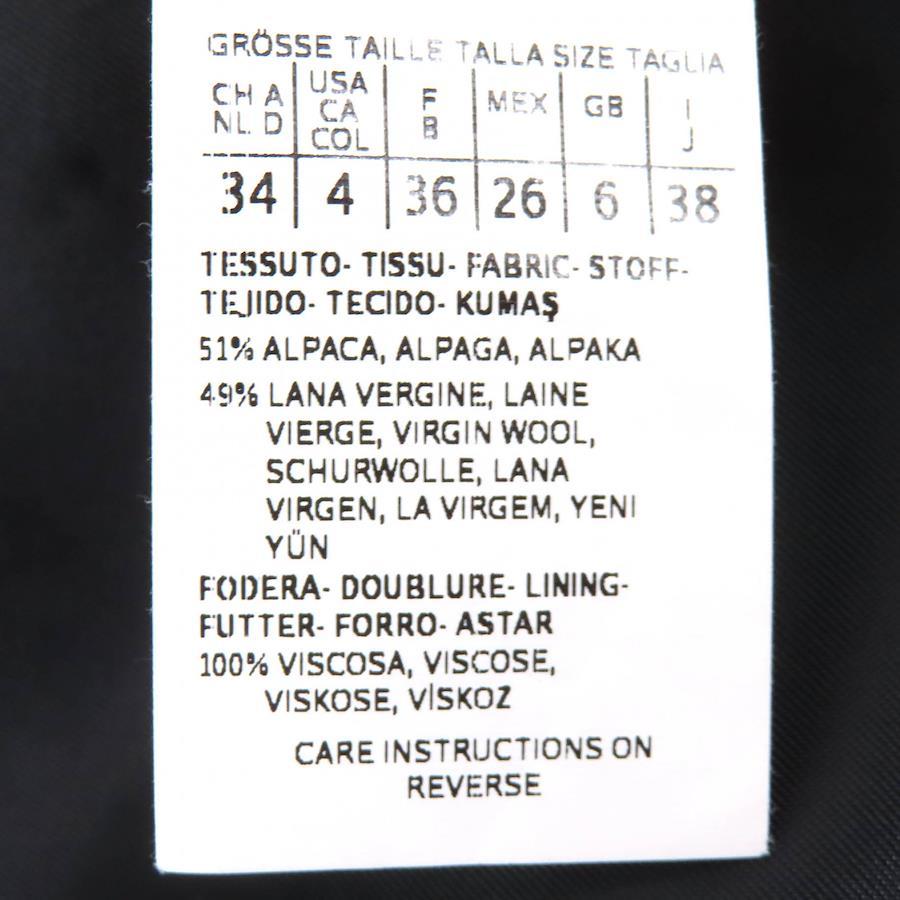 GRÖSSE TAILLE TALLA SIZE TAGLIA
CH A USA F MEX GB I
NL D CA B J
COL
34 4 36 26 6 38
TESSUTO- TISSU- FABRIC- STOFF-
TEJIDO- TECIDO- KUMAŞ
51% ALPACA, ALPAGA, ALPAKA
49% LANA VERGINE, LAINE
VIERGE, VIRGIN WOOL,
SCHURWOLLE, LANA
VIRGEN, LA VIRGEM, YENI
YÜN
FODERA- DOUBLURE- LINING-
FUTTER- FORRO- ASTAR
100% VISCOSA, VISCOSE,
VISKOSE, VİSKOZ
CARE INSTRUCTIONS ON
REVERSE